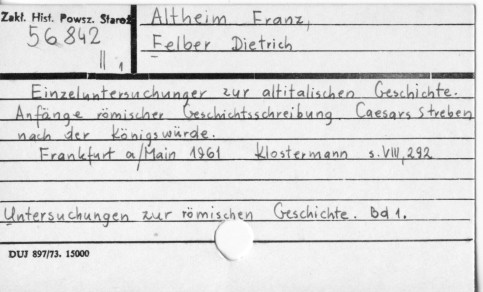 Zakł. Hist. Powsz. Staroż
Altheim Franz,
56842
Felber Dietrich
II 1
Einzeluntersuchunger zur altitalischen Geschichte.
Anfänge römischer Geschichtsschreibung. Caesars Streben
nach der Königswürde.
Frankfurt a/Main 1961 Klostermann s. VIII, 292
Untersuchungen zur römischen Geschichte. Bd 1.
DUJ 897/73. 15000